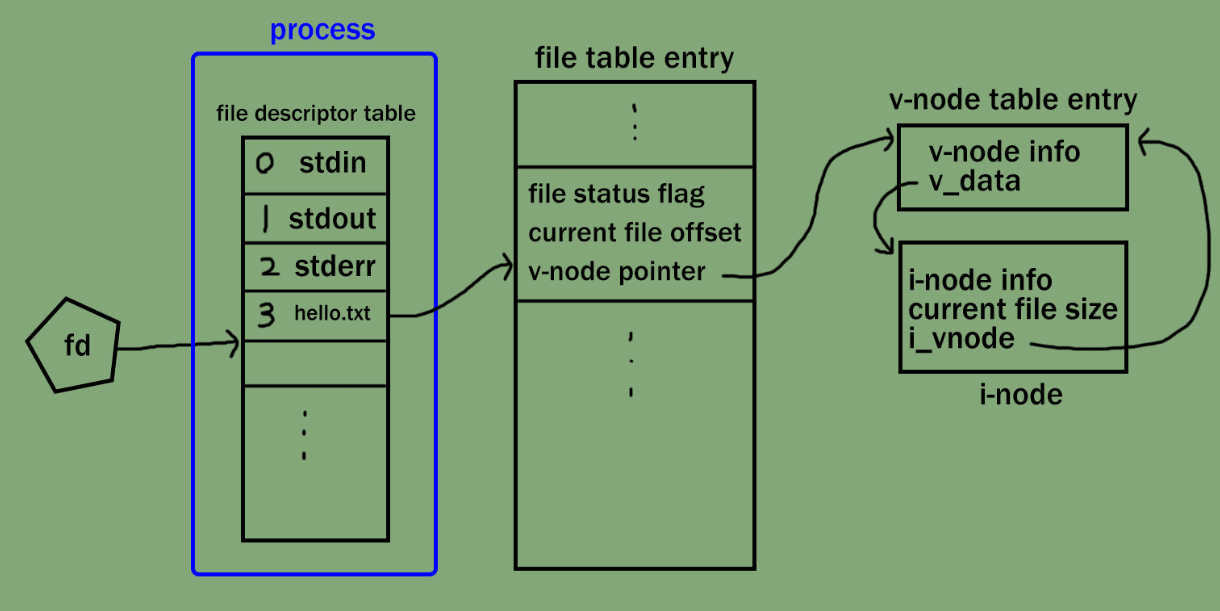 process
file descriptor table
0 stdin
1 stdout
2 stderr
3 hello.txt
fd
file table entry
file status flag
current file offset
v-node pointer
v-node table entry
v-node info
v_data
i-node info
current file size
i_vnode
i-node